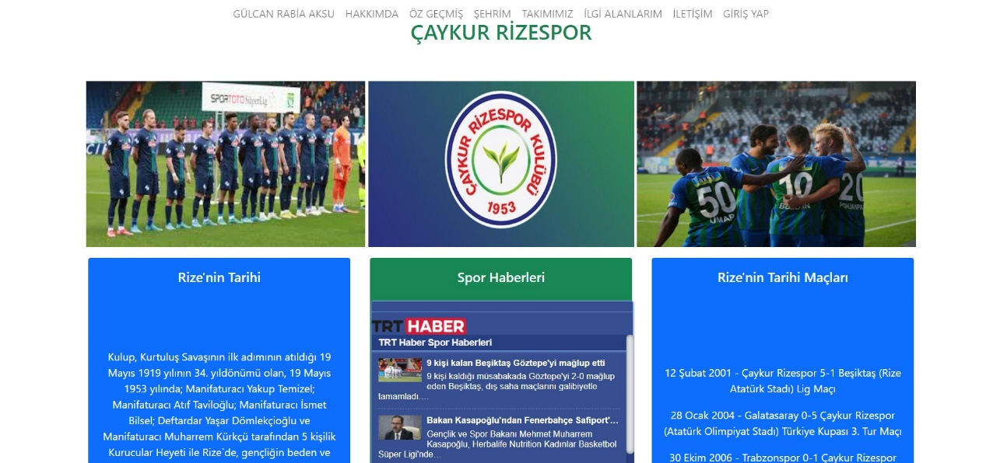 GÜLCAN RABİA AKSU HAKKIMDA ÖZ GEÇMİŞ ŞEHRİM TAKIMIMIZ İLGİ ALANLARIM İLETİŞİM GİRİŞ YAP
ÇAYKUR RİZESPOR
SPORTOTO SüperLig
ÇAYKUR RİZESPOR KULÜBÜ
1953
50
UMAR
10
20
POHJANPA
Rize'nin Tarihi
Kulup, Kurtuluş Savaşının ilk adımının atıldığı 19
Mayıs 1919 yılının 34. yıldönümü olan, 19 Mayıs
1953 yılında; Manifaturacı Yakup Temizel;
Manifaturacı Atıf Taviloğlu; Manifaturacı İsmet
Bilsel; Deftardar Yaşar Dömlekçioğlu ve
Manifaturacı Muharrem Kürkçü tarafından 5 kişilik
Kurucular Heyeti ile Rize`de, gençliğin beden ve
Spor Haberleri
TRT HABER
TRT Haber Spor Haberleri
9 kişi kalan Beşiktaş Göztepe'yi mağlup etti
9 kişi kaldığı müsabakada Göztepe'yi 2-0 mağlup
eden Beşiktaş, dış saha maçlarını galibiyetle
tamamladı....
Bakan Kasapoğlu'ndan Fenerbahçe Safiport'...
Gençlik ve Spor Bakanı Mehmet Muharrem
Kasapoğlu, Herbalife Nutrition Kadınlar Basketbol
Süper Ligi'nde...
Rize'nin Tarihi Maçları
12 Şubat 2001 - Çaykur Rizespor 5-1 Beşiktaş (Rize
Atatürk Stadı) Lig Maçı
28 Ocak 2004 - Galatasaray 0-5 Çaykur Rizespor
(Atatürk Olimpiyat Stadı) Türkiye Kupası 3. Tur Maçı
30 Ekim 2006 - Trabzonspor 0-1 Çaykur Rizespor